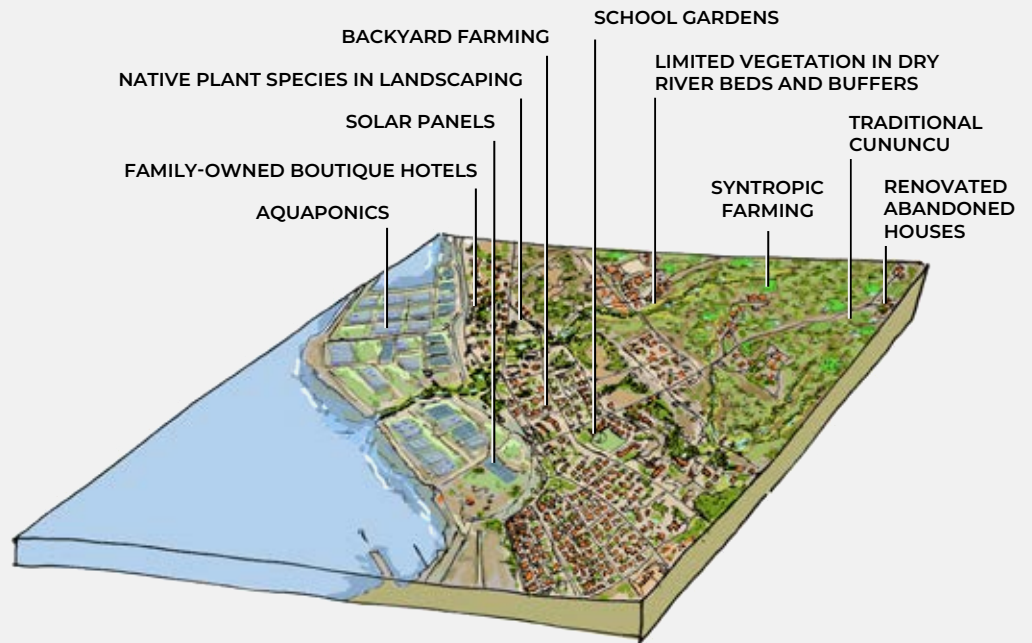 SCHOOL GARDENS
BACKYARD FARMING
LIMITED VEGETATION IN DRY
RIVER BEDS AND BUFFERS
NATIVE PLANT SPECIES IN LANDSCAPING
SOLAR PANELS
TRADITIONAL
CUNUNCU
FAMILY-OWNED BOUTIQUE HOTELS
SYNTROPIC
FARMING
RENOVATED
ABANDONED
HOUSES
AQUAPONICS